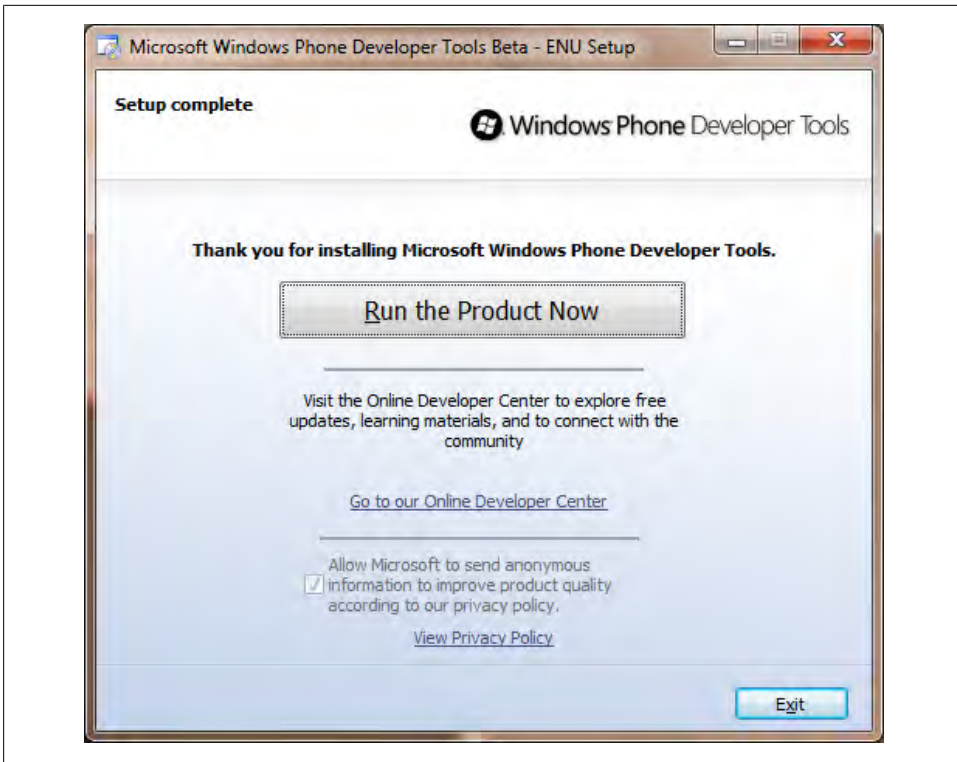 Microsoft Windows Phone Developer Tools Beta - ENU Setup
Setup complete
Windows Phone Developer Tools
Thank you for installing Microsoft Windows Phone Developer Tools.
Run the Product Now
Visit the Online Developer Center to explore free
updates, learning materials, and to connect with the
community
Go to our Online Developer Center
Allow Microsoft to send anonymous
information to improve product quality
according to our privacy policy.
View Privacy Policy
Exit